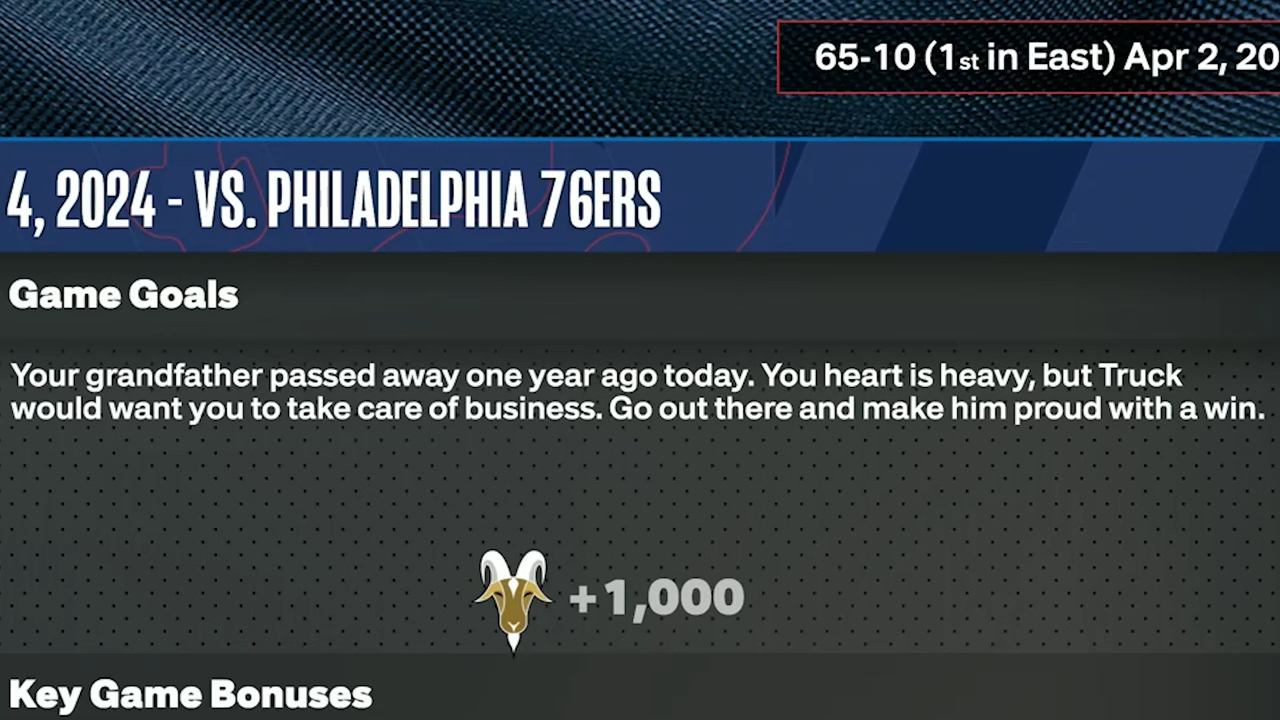 65-10 (1st in East) Apr 2, 20
4, 2024 - VS. PHILADELPHIA 76ERS
Game Goals
Your grandfather passed away one year ago today. You heart is heavy, but Truck
would want you to take care of business. Go out there and make him proud with a win.
+1,000
Key Game Bonuses